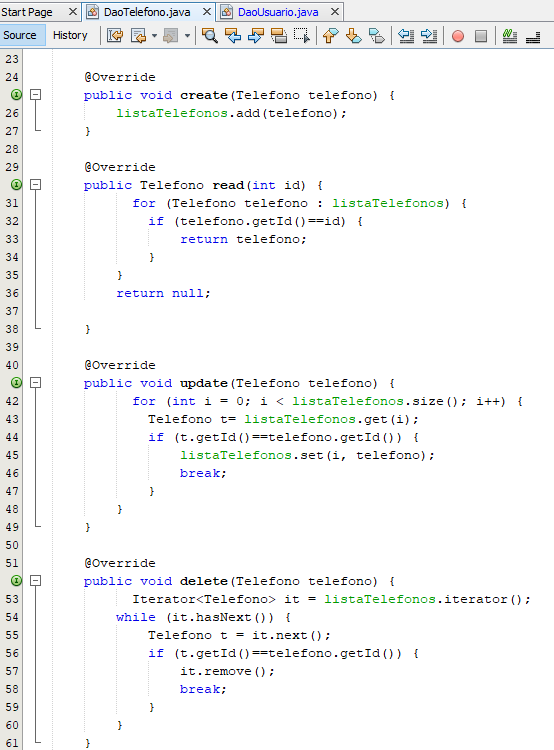 Start Page DaoTelefono.java DaoUsuario.java
Source History
23
24 @Override
public void create(Telefono telefono) {
26 listaTelefonos.add(telefono);
27 }
28
29 @Override
public Telefono read(int id) {
31 for (Telefono telefono : listaTelefonos) {
32 if (telefono.getId()==id) {
33 return telefono;
34 }
35 }
36 return null;
37
38 }
39
40 @Override
public void update(Telefono telefono) {
42 for (int i = 0; i < listaTelefonos.size(); i++) {
43 Telefono t= listaTelefonos.get(i);
44 if (t.getId()==telefono.getId()) {
45 listaTelefonos.set(i, telefono);
46 break;
47 }
48 }
49 }
50
51 @Override
public void delete(Telefono telefono) {
53 Iterator<Telefono> it = listaTelefonos.iterator();
54 while (it.hasNext()) {
55 Telefono t = it.next();
56 if (t.getId()==telefono.getId()) {
57 it.remove();
58 break;
59 }
60 }
61 }